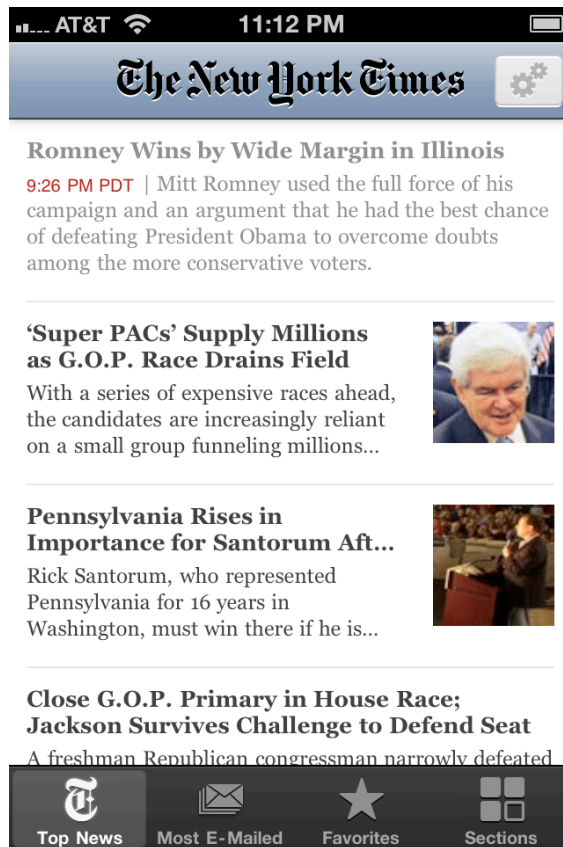 AT&T 11:12 PM
The New York Times
Romney Wins by Wide Margin in Illinois
9:26 PM PDT | Mitt Romney used the full force of his
campaign and an argument that he had the best chance
of defeating President Obama to overcome doubts
among the more conservative voters.
‘Super PACs’ Supply Millions
as G.O.P. Race Drains Field
With a series of expensive races ahead,
the candidates are increasingly reliant
on a small group funneling millions...
Pennsylvania Rises in
Importance for Santorum Aft...
Rick Santorum, who represented
Pennsylvania for 16 years in
Washington, must win there if he is...
Close G.O.P. Primary in House Race;
Jackson Survives Challenge to Defend Seat
A freshman Republican congressman narrowly defeated
T
Top News Most E-Mailed Favorites Sections